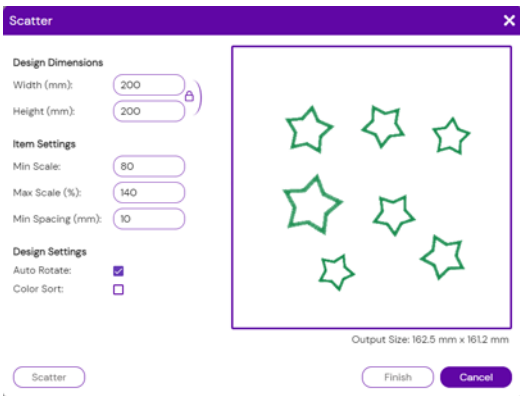 Scatter
Design Dimensions
Width (mm): 200
Height (mm): 200
Item Settings
Min Scale: 80
Max Scale (%): 140
Min Spacing (mm): 10
Design Settings
Auto Rotate:
Color Sort:
Output Size: 162.5 mm x 161.2 mm
Scatter Finish Cancel